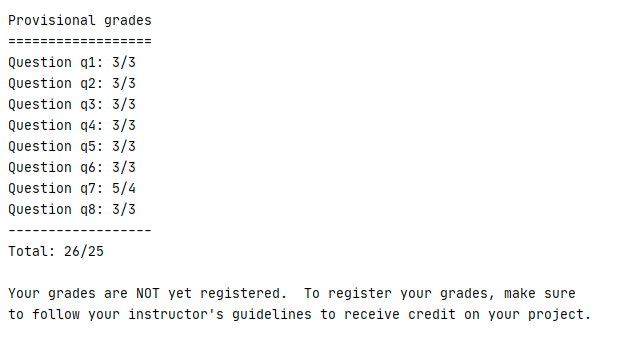 Provisional grades
==================
Question q1: 3/3
Question q2: 3/3
Question q3: 3/3
Question q4: 3/3
Question q5: 3/3
Question q6: 3/3
Question q7: 5/4
Question q8: 3/3
------------------
Total: 26/25
Your grades are NOT yet registered.  To register your grades, make sure
to follow your instructor's guidelines to receive credit on your project.